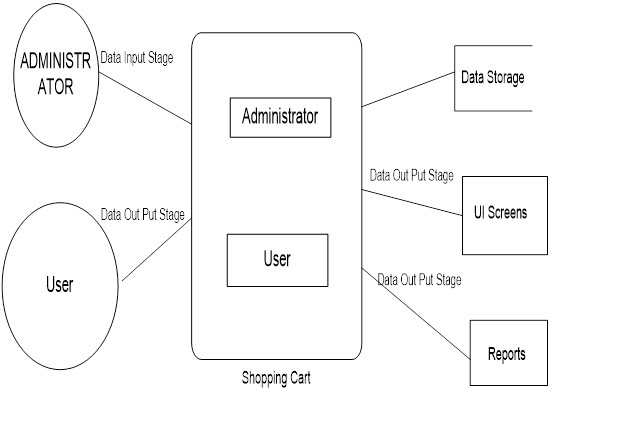 ADMINISTR
ATOR
Data Input Stage
Administrator
Data Storage
Data Out Put Stage
UI Screens
User
Data Out Put Stage
User
Data Out Put Stage
Reports
Shopping Cart